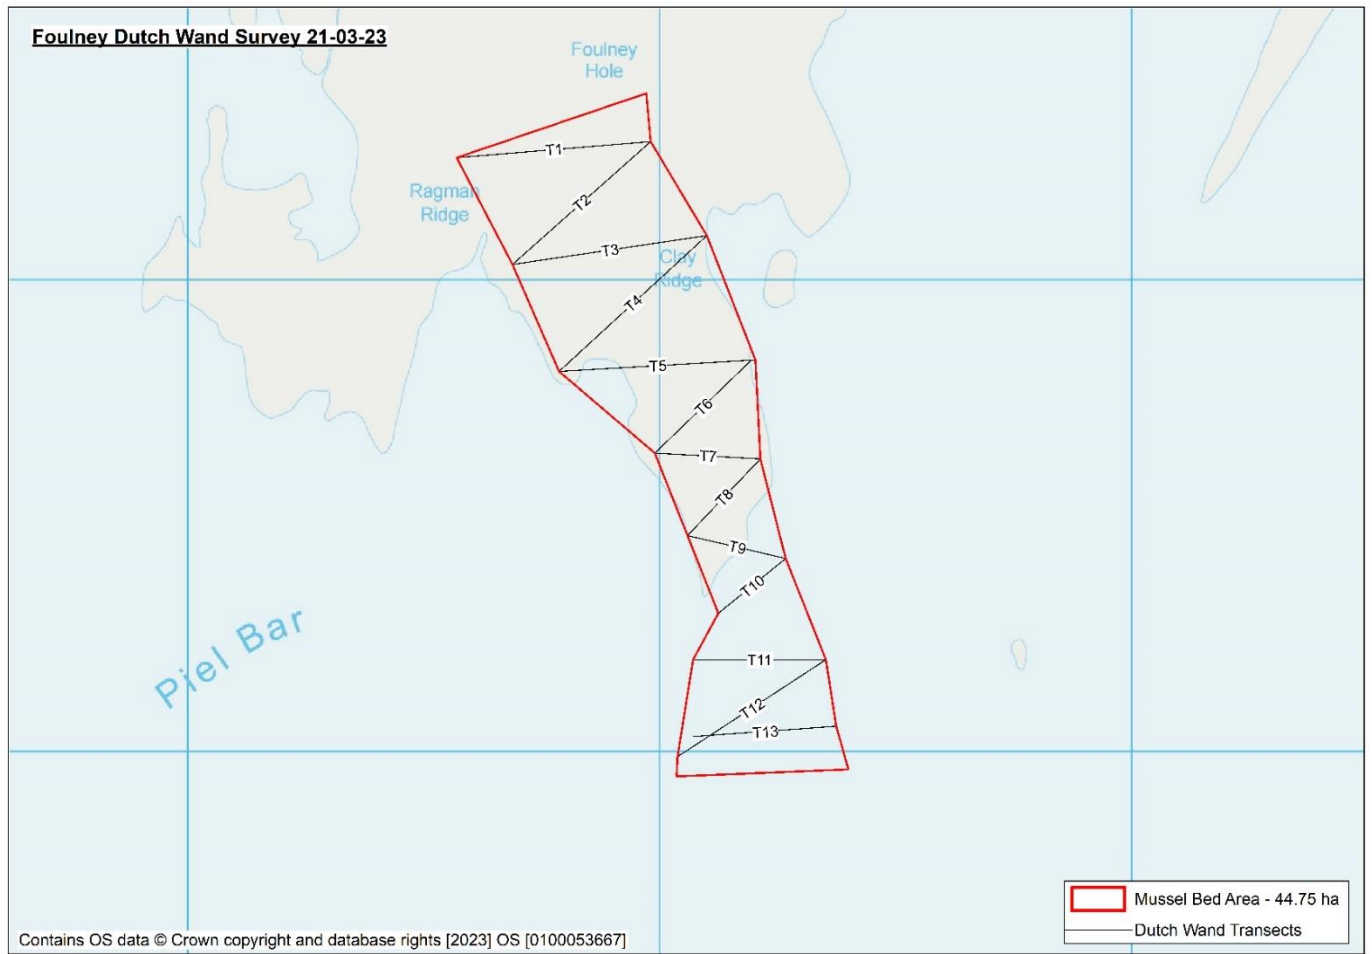 Foulney Dutch Wand Survey 21-03-23
Foulney
Hole
T1
Ragman
Ridge
T2
T3
Clay
Ridge
T4
T5
T6
T7
T8
T9
T10
Piel Bar
T11
T12
T13
Mussel Bed Area - 44.75 ha
Dutch Wand Transects
Contains OS data © Crown copyright and database rights [2023] OS [0100053667]